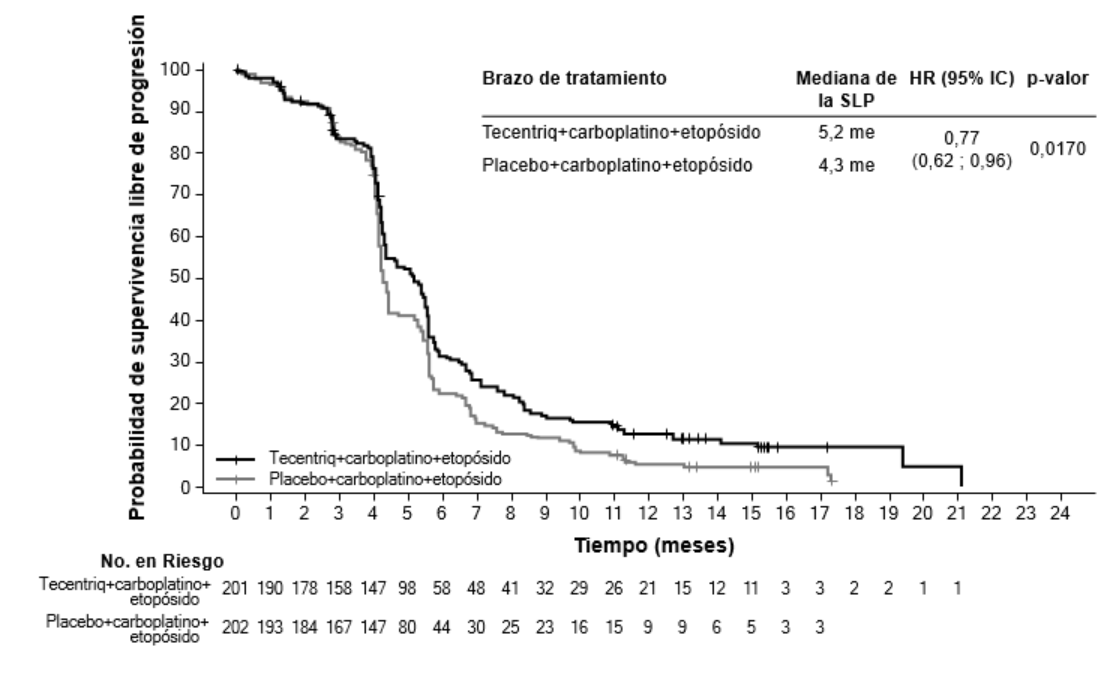 Probabilidad de supervivencia libre de progresión
100
90
80
70
60
50
40
30
20
10
0
Brazo de tratamiento Mediana de la SLP HR (95% IC) p-valor
Tecentriq+carboplatino+etopósido 5,2 me 0,77 (0,62 ; 0,96) 0,0170
Placebo+carboplatino+etopósido 4,3 me
Tecentriq+carboplatino+etopósido
Placebo+carboplatino+etopósido
0 1 2 3 4 5 6 7 8 9 10 11 12 13 14 15 16 17 18 19 20 21 22 23 24
Tiempo (meses)
No. en Riesgo
Tecentriq+carboplatino+
etopósido 201 190 178 158 147 98 58 48 41 32 29 26 21 15 12 11 3 3 2 2 1 1
Placebo+carboplatino+
etopósido 202 193 184 167 147 80 44 30 25 23 16 15 9 9 6 5 3 3